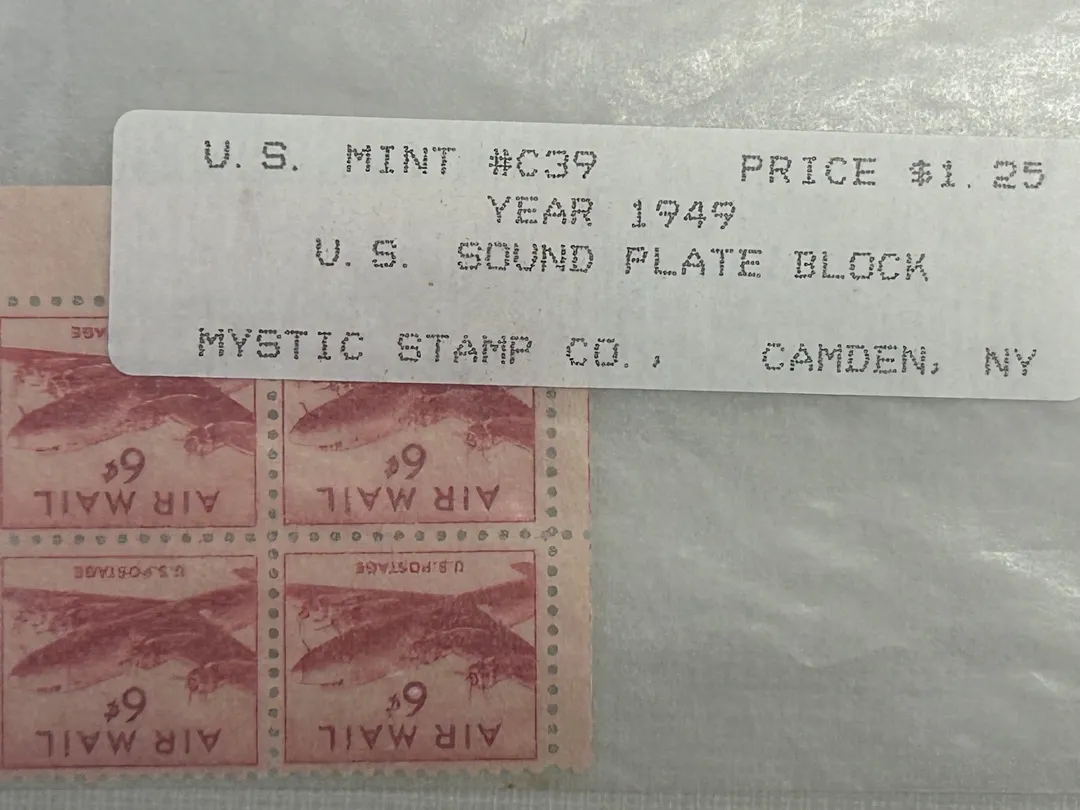 U.S. MINT #C39 PRICE $1.25
YEAR 1949
U.S. SOUND PLATE BLOCK
MYSTIC STAMP CO., CAMDEN, NY
AGE
6¢ 6¢
AIR MAIL AIR MAIL
U.S. POSTAGE U.S. POSTAGE
6¢ 6¢
AIR MAIL AIR MAIL